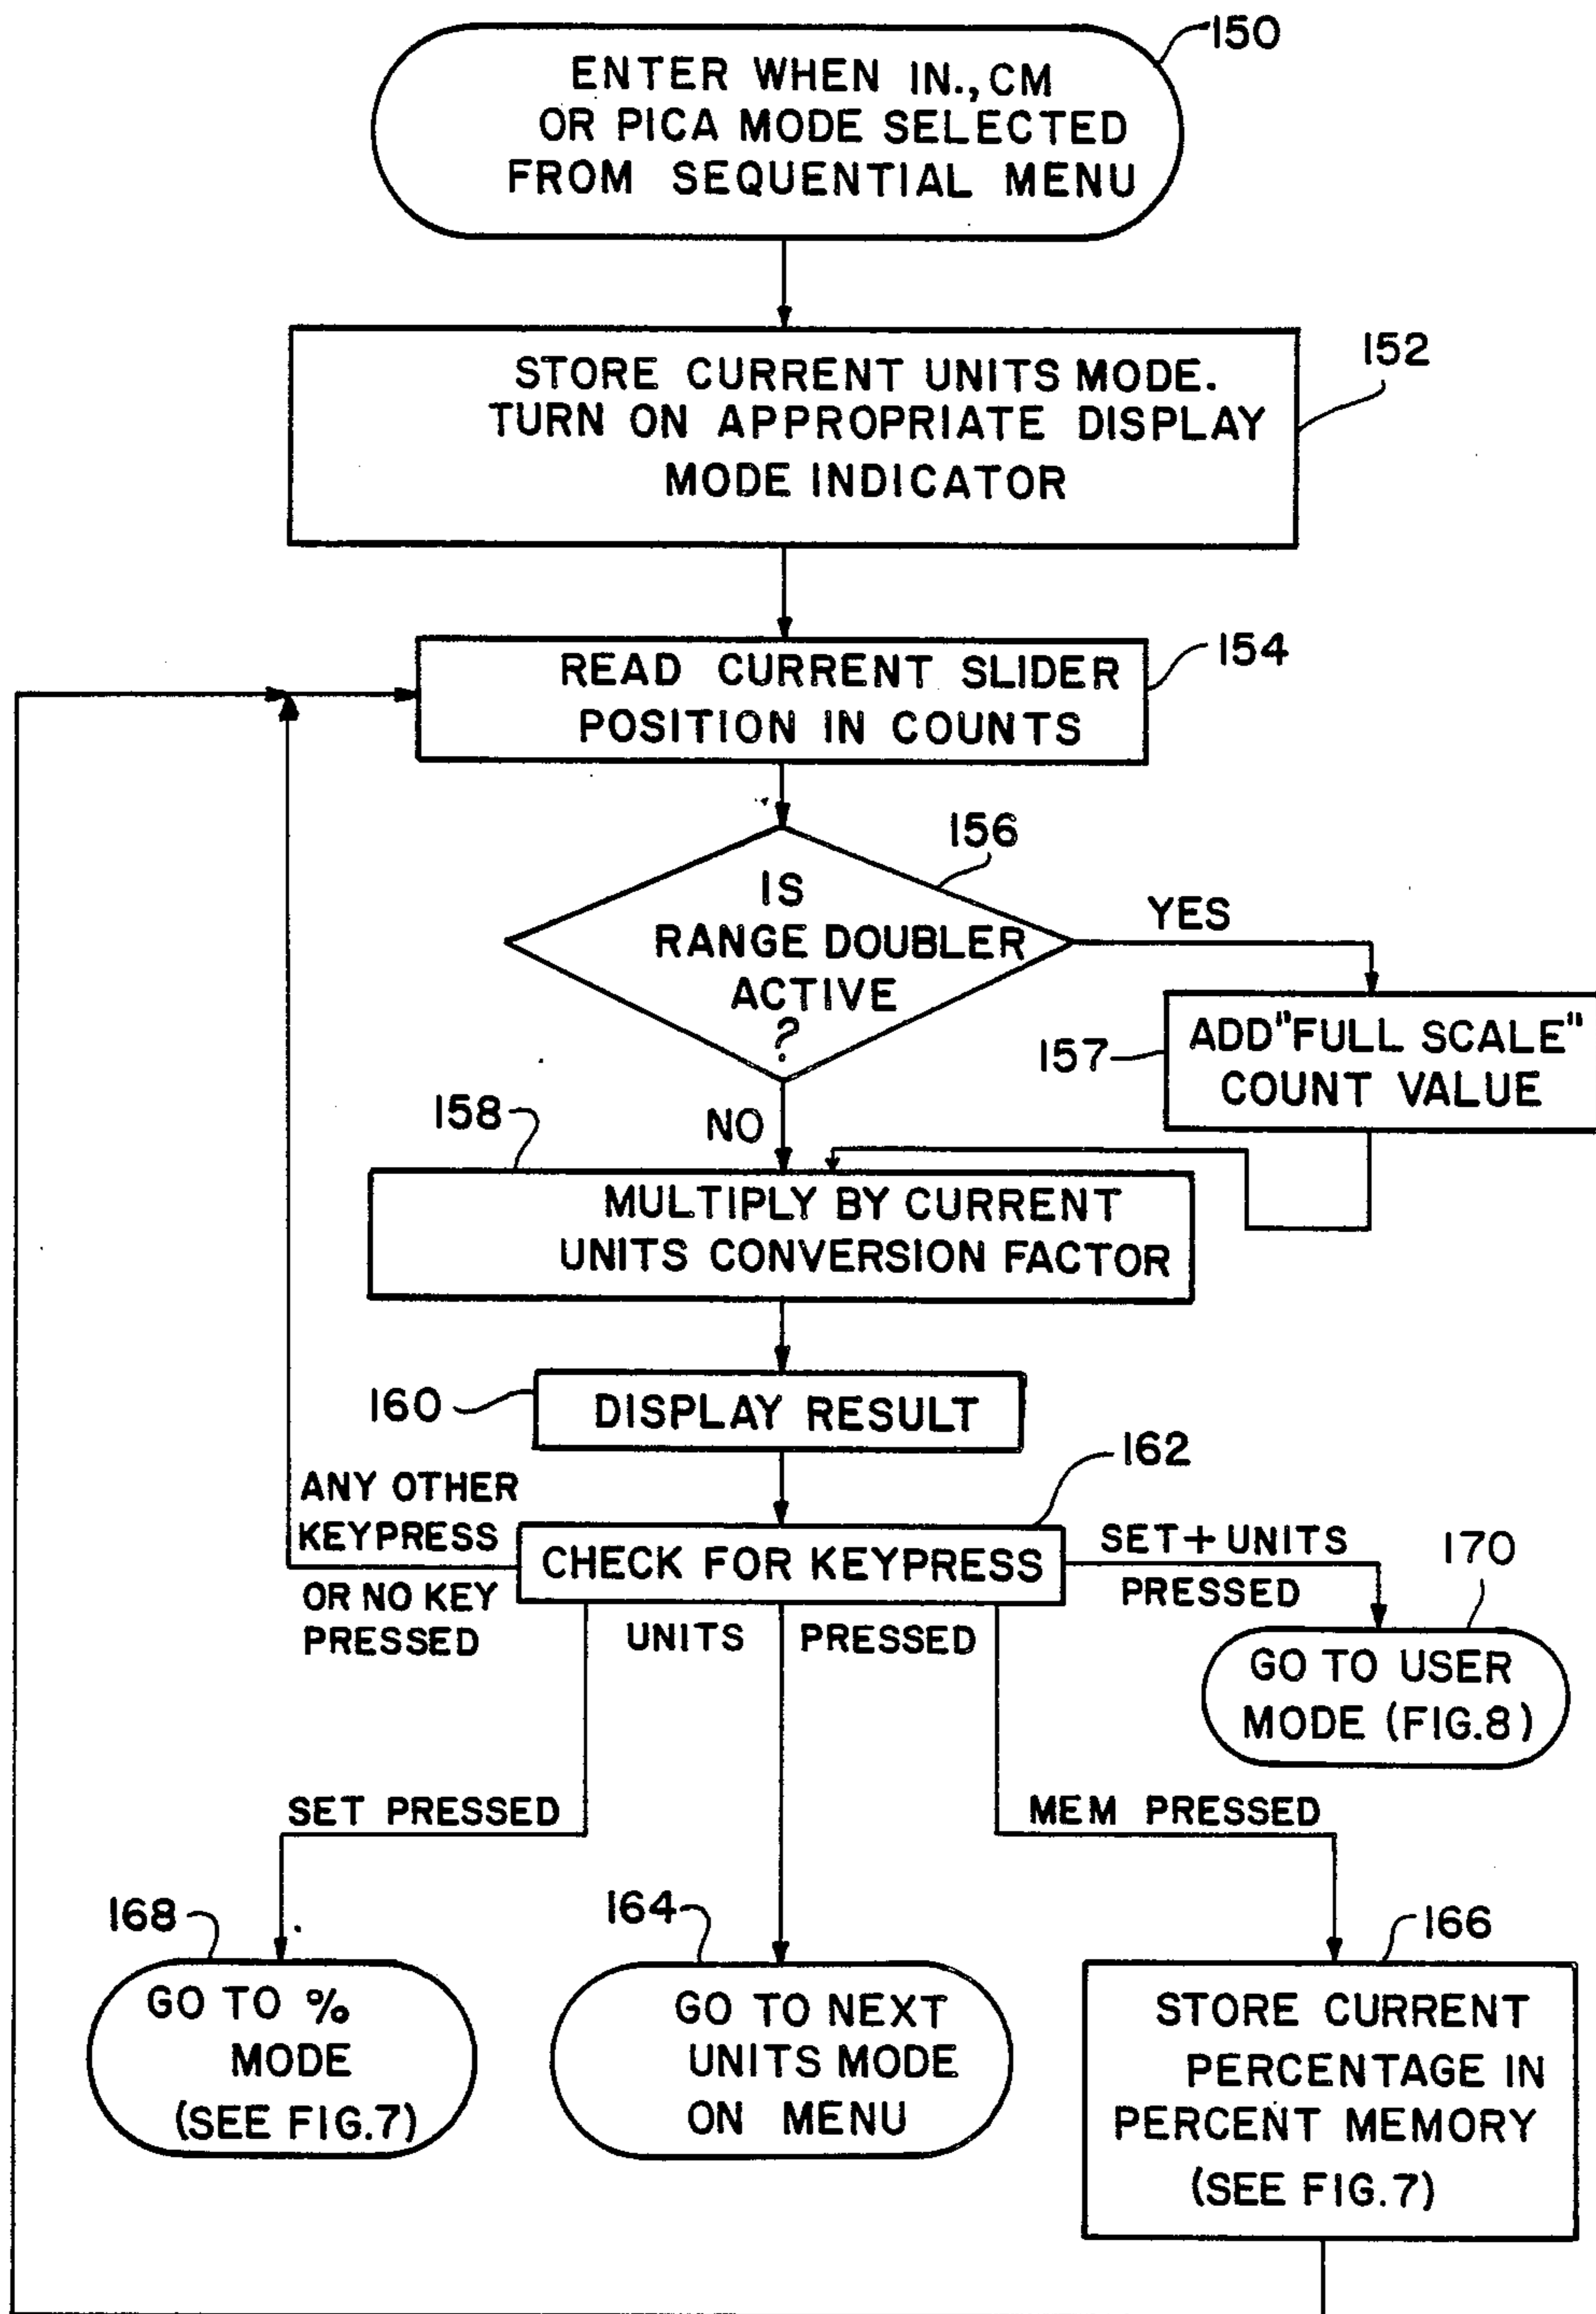 150
ENTER WHEN IN., CM
OR PICA MODE SELECTED
FROM SEQUENTIAL MENU
152
STORE CURRENT UNITS MODE.
TURN ON APPROPRIATE DISPLAY
MODE INDICATOR
154
READ CURRENT SLIDER
POSITION IN COUNTS
156
IS
RANGE DOUBLER
ACTIVE
?
YES
157
ADD "FULL SCALE"
COUNT VALUE
NO
158
MULTIPLY BY CURRENT
UNITS CONVERSION FACTOR
160
DISPLAY RESULT
162
CHECK FOR KEYPRESS
ANY OTHER
KEYPRESS
OR NO KEY
PRESSED
SET+UNITS
PRESSED
170
GO TO USER
MODE (FIG.8)
UNITS PRESSED
SET PRESSED
MEM PRESSED
168
GO TO %
MODE
(SEE FIG.7)
164
GO TO NEXT
UNITS MODE
ON MENU
166
STORE CURRENT
PERCENTAGE IN
PERCENT MEMORY
(SEE FIG.7)